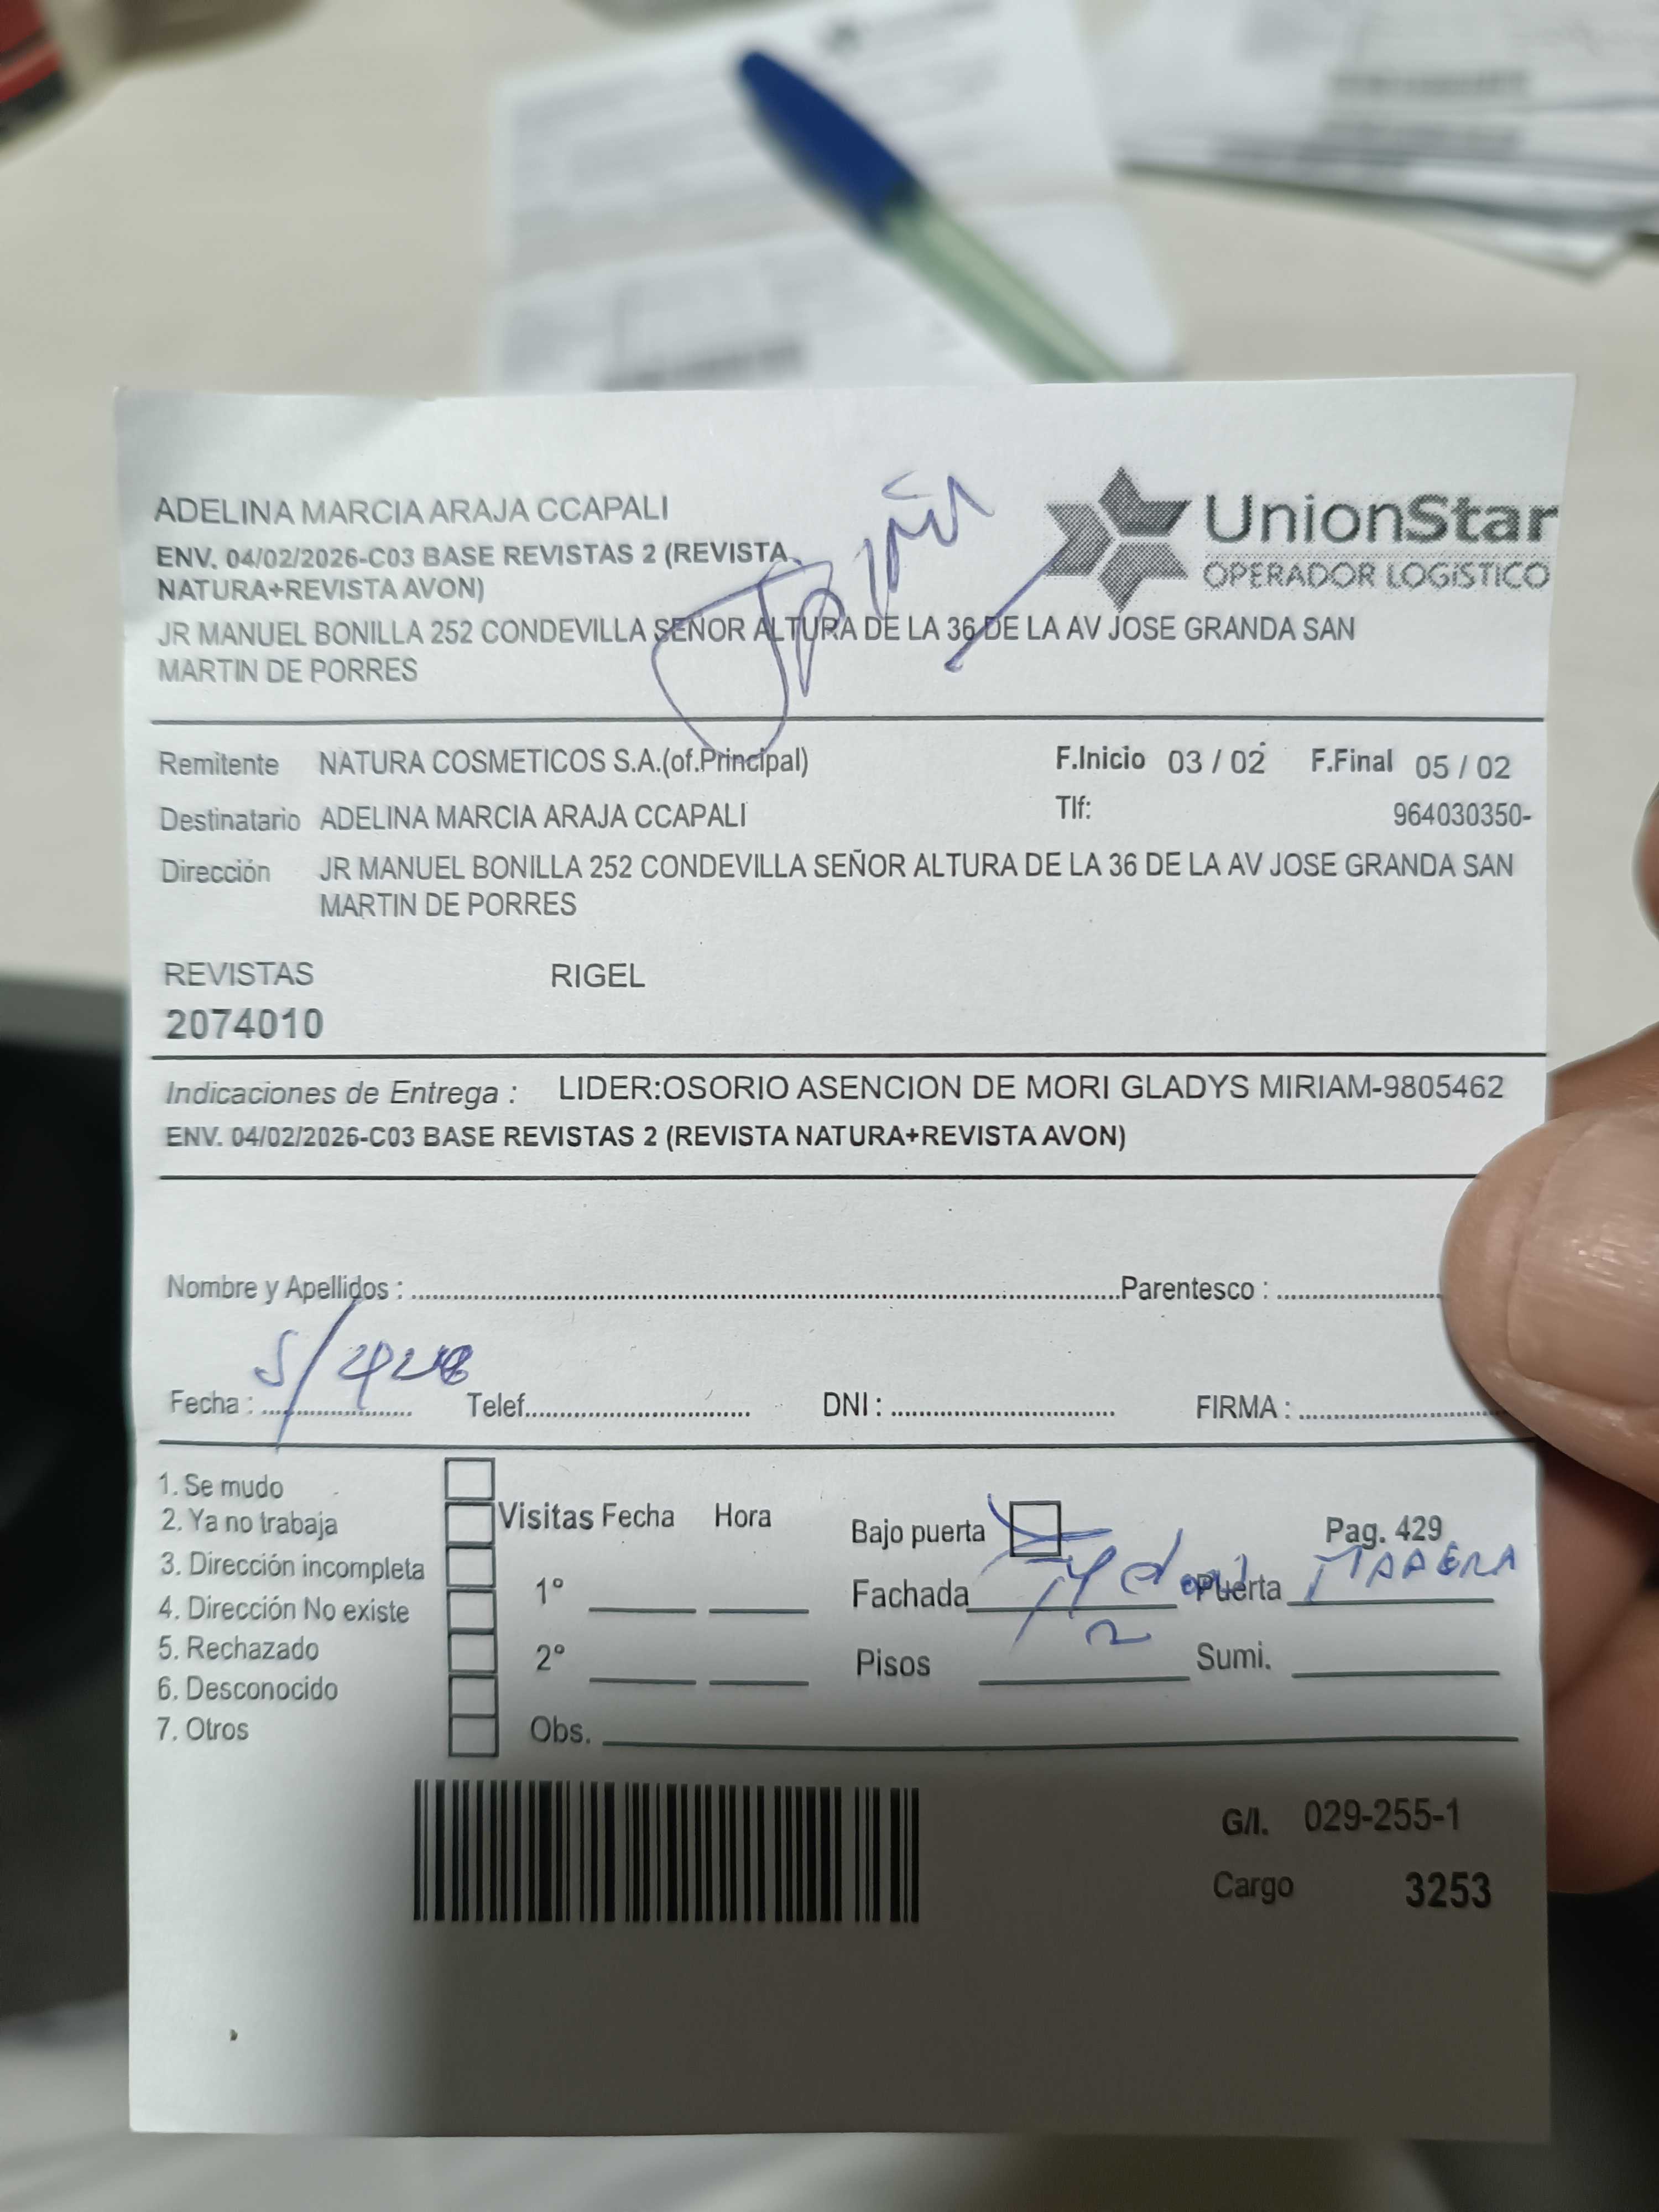 ADELINA MARCIA ARAJA CCAPALI
UnionStar
OPERADOR LOGISTICO
ENV. 04/02/2026-C03 BASE REVISTAS 2 (REVISTA
NATURA+REVISTA AVON)
JR MANUEL BONILLA 252 CONDEVILLA SEÑOR ALTURA DE LA 36 DE LA AV JOSE GRANDA SAN
MARTIN DE PORRES
Remitente NATURA COSMETICOS S.A.(of.Principal) F.Inicio 03 / 02 F.Final 05 / 02
Destinatario ADELINA MARCIA ARAJA CCAPALI Tlf: 964030350-
Dirección JR MANUEL BONILLA 252 CONDEVILLA SEÑOR ALTURA DE LA 36 DE LA AV JOSE GRANDA SAN
MARTIN DE PORRES
REVISTAS RIGEL
2074010
Indicaciones de Entrega : LIDER:OSORIO ASENCION DE MORI GLADYS MIRIAM-9805462
ENV. 04/02/2026-C03 BASE REVISTAS 2 (REVISTA NATURA+REVISTA AVON)
Nombre y Apellidos : Parentesco :
Fecha : Telef. DNI : FIRMA :
1. Se mudo
2. Ya no trabaja
3. Dirección incompleta
4. Dirección No existe
5. Rechazado
6. Desconocido
7. Otros
Visitas Fecha Hora
1°
2°
Obs.
Bajo puerta Pag. 429
Fachada Puerta MADERA
Pisos 2 Sumi.
G/I. 029-255-1
Cargo 3253